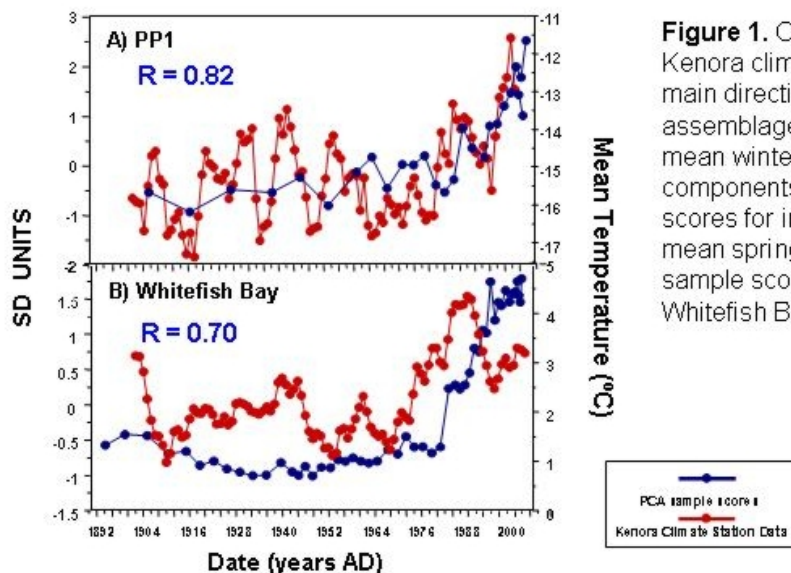 A) PP1
R = 0.82
3
2
1
0
-1
-2
-11
-12
-13
-14
-15
-16
-17
B) Whitefish Bay
R = 0.70
1.5
1
0.5
0
-0.5
-1
-1.5
5
4
3
2
1
0
SD UNITS
Mean Temperature (ºC)
1892 1904 1916 1928 1940 1952 1964 1976 1988 2000
Date (years AD)
Figure 1. C
Kenora clim
main directi
assemblage
mean winte
components
scores for i
mean spring
sample sco
Whitefish B
PCA sample scores
Kenora Climate Station Data